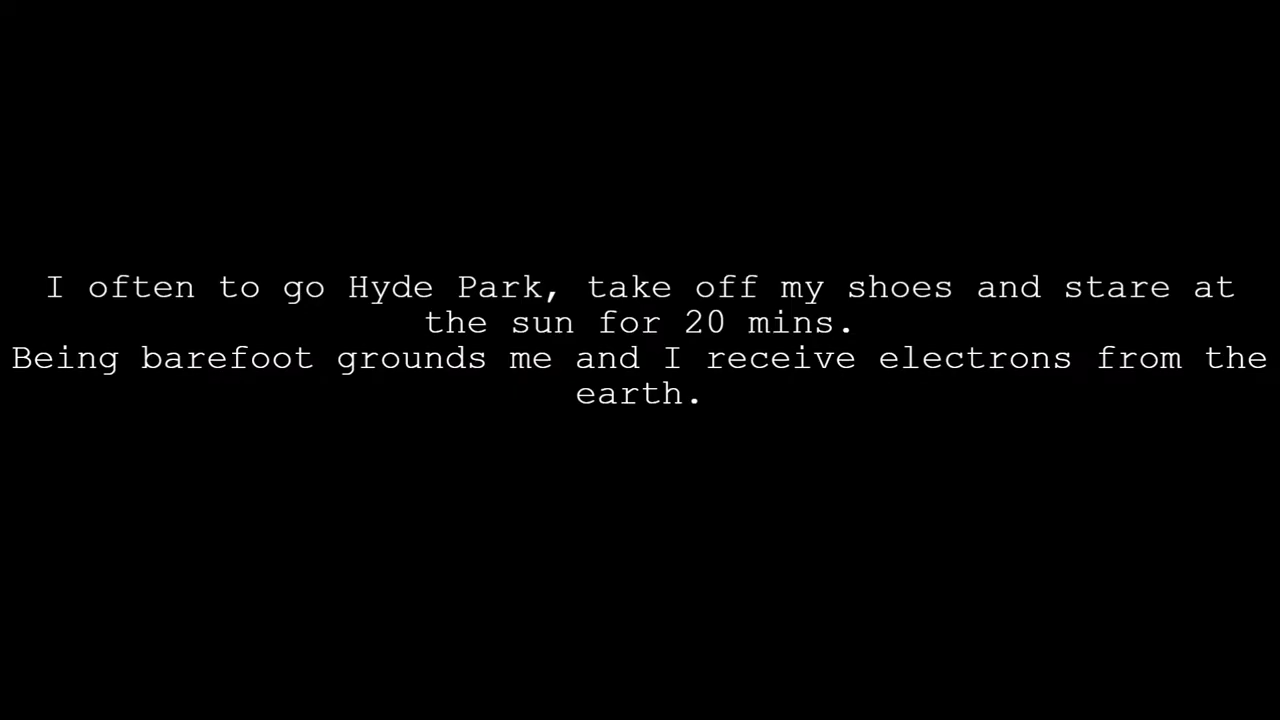 I often to go Hyde Park, take off my shoes and stare at
the sun for 20 mins.
Being barefoot grounds me and I receive electrons from the
earth.